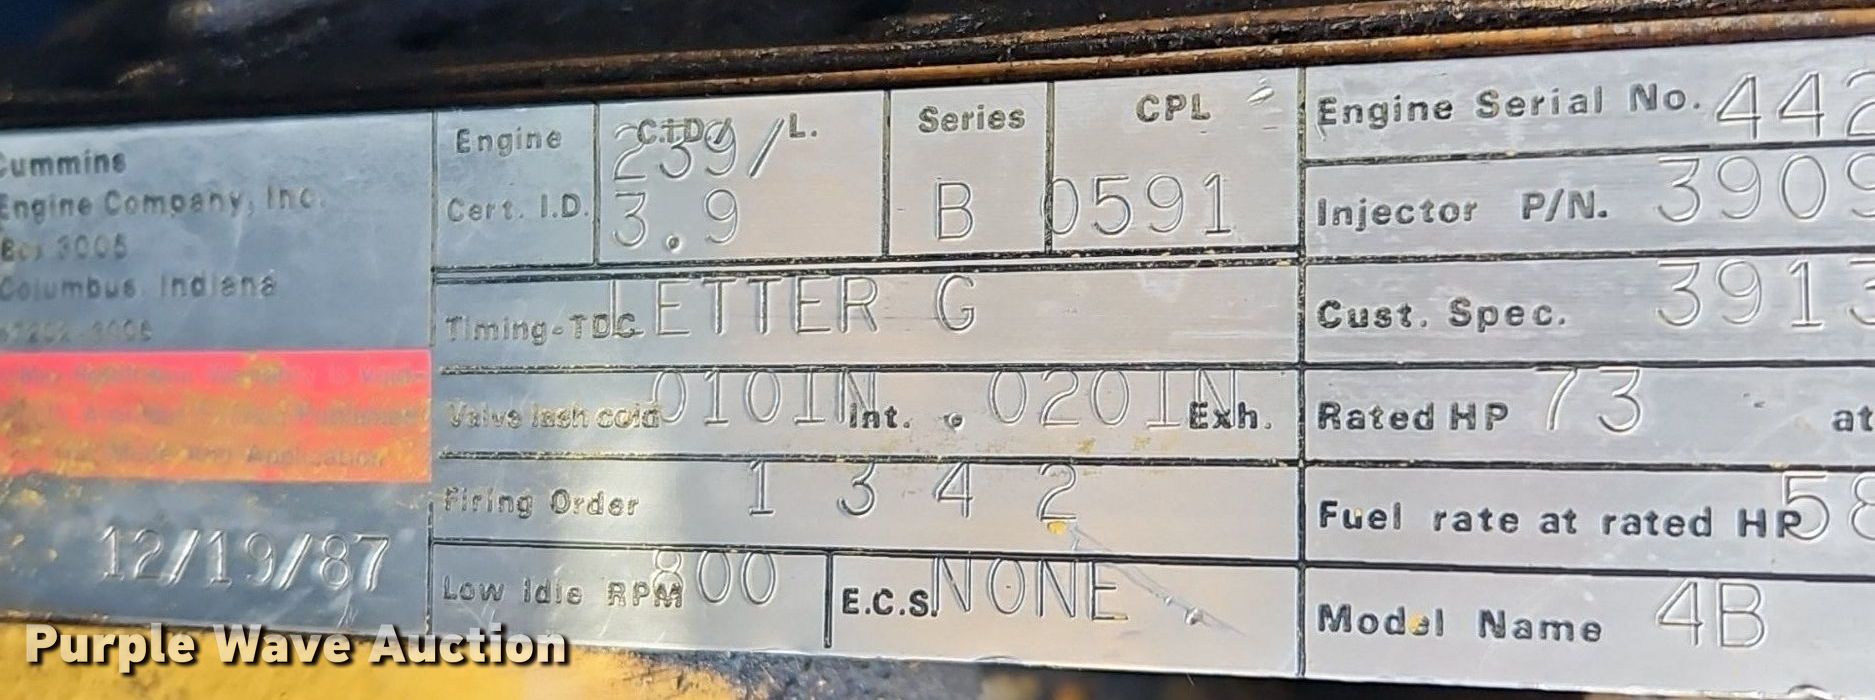 Cummins
Engine Company, Inc.
Box 3005
Columbus, Indiana
12/19/87
Engine
Cert. I.D.
C.I.D./ L.
239/
3.9
Series
B
CPL
0591
Timing-TDC LETTER G
Valve lash cold 010IN Int. . 020IN Exh.
Firing Order 1 3 4 2
Low Idle RPM 800
E.C.S. NONE
Engine Serial No. 442
Injector P/N. 3909
Cust. Spec. 3913
Rated HP 73 at
Fuel rate at rated HP 58
Model Name 4B
Purple Wave Auction